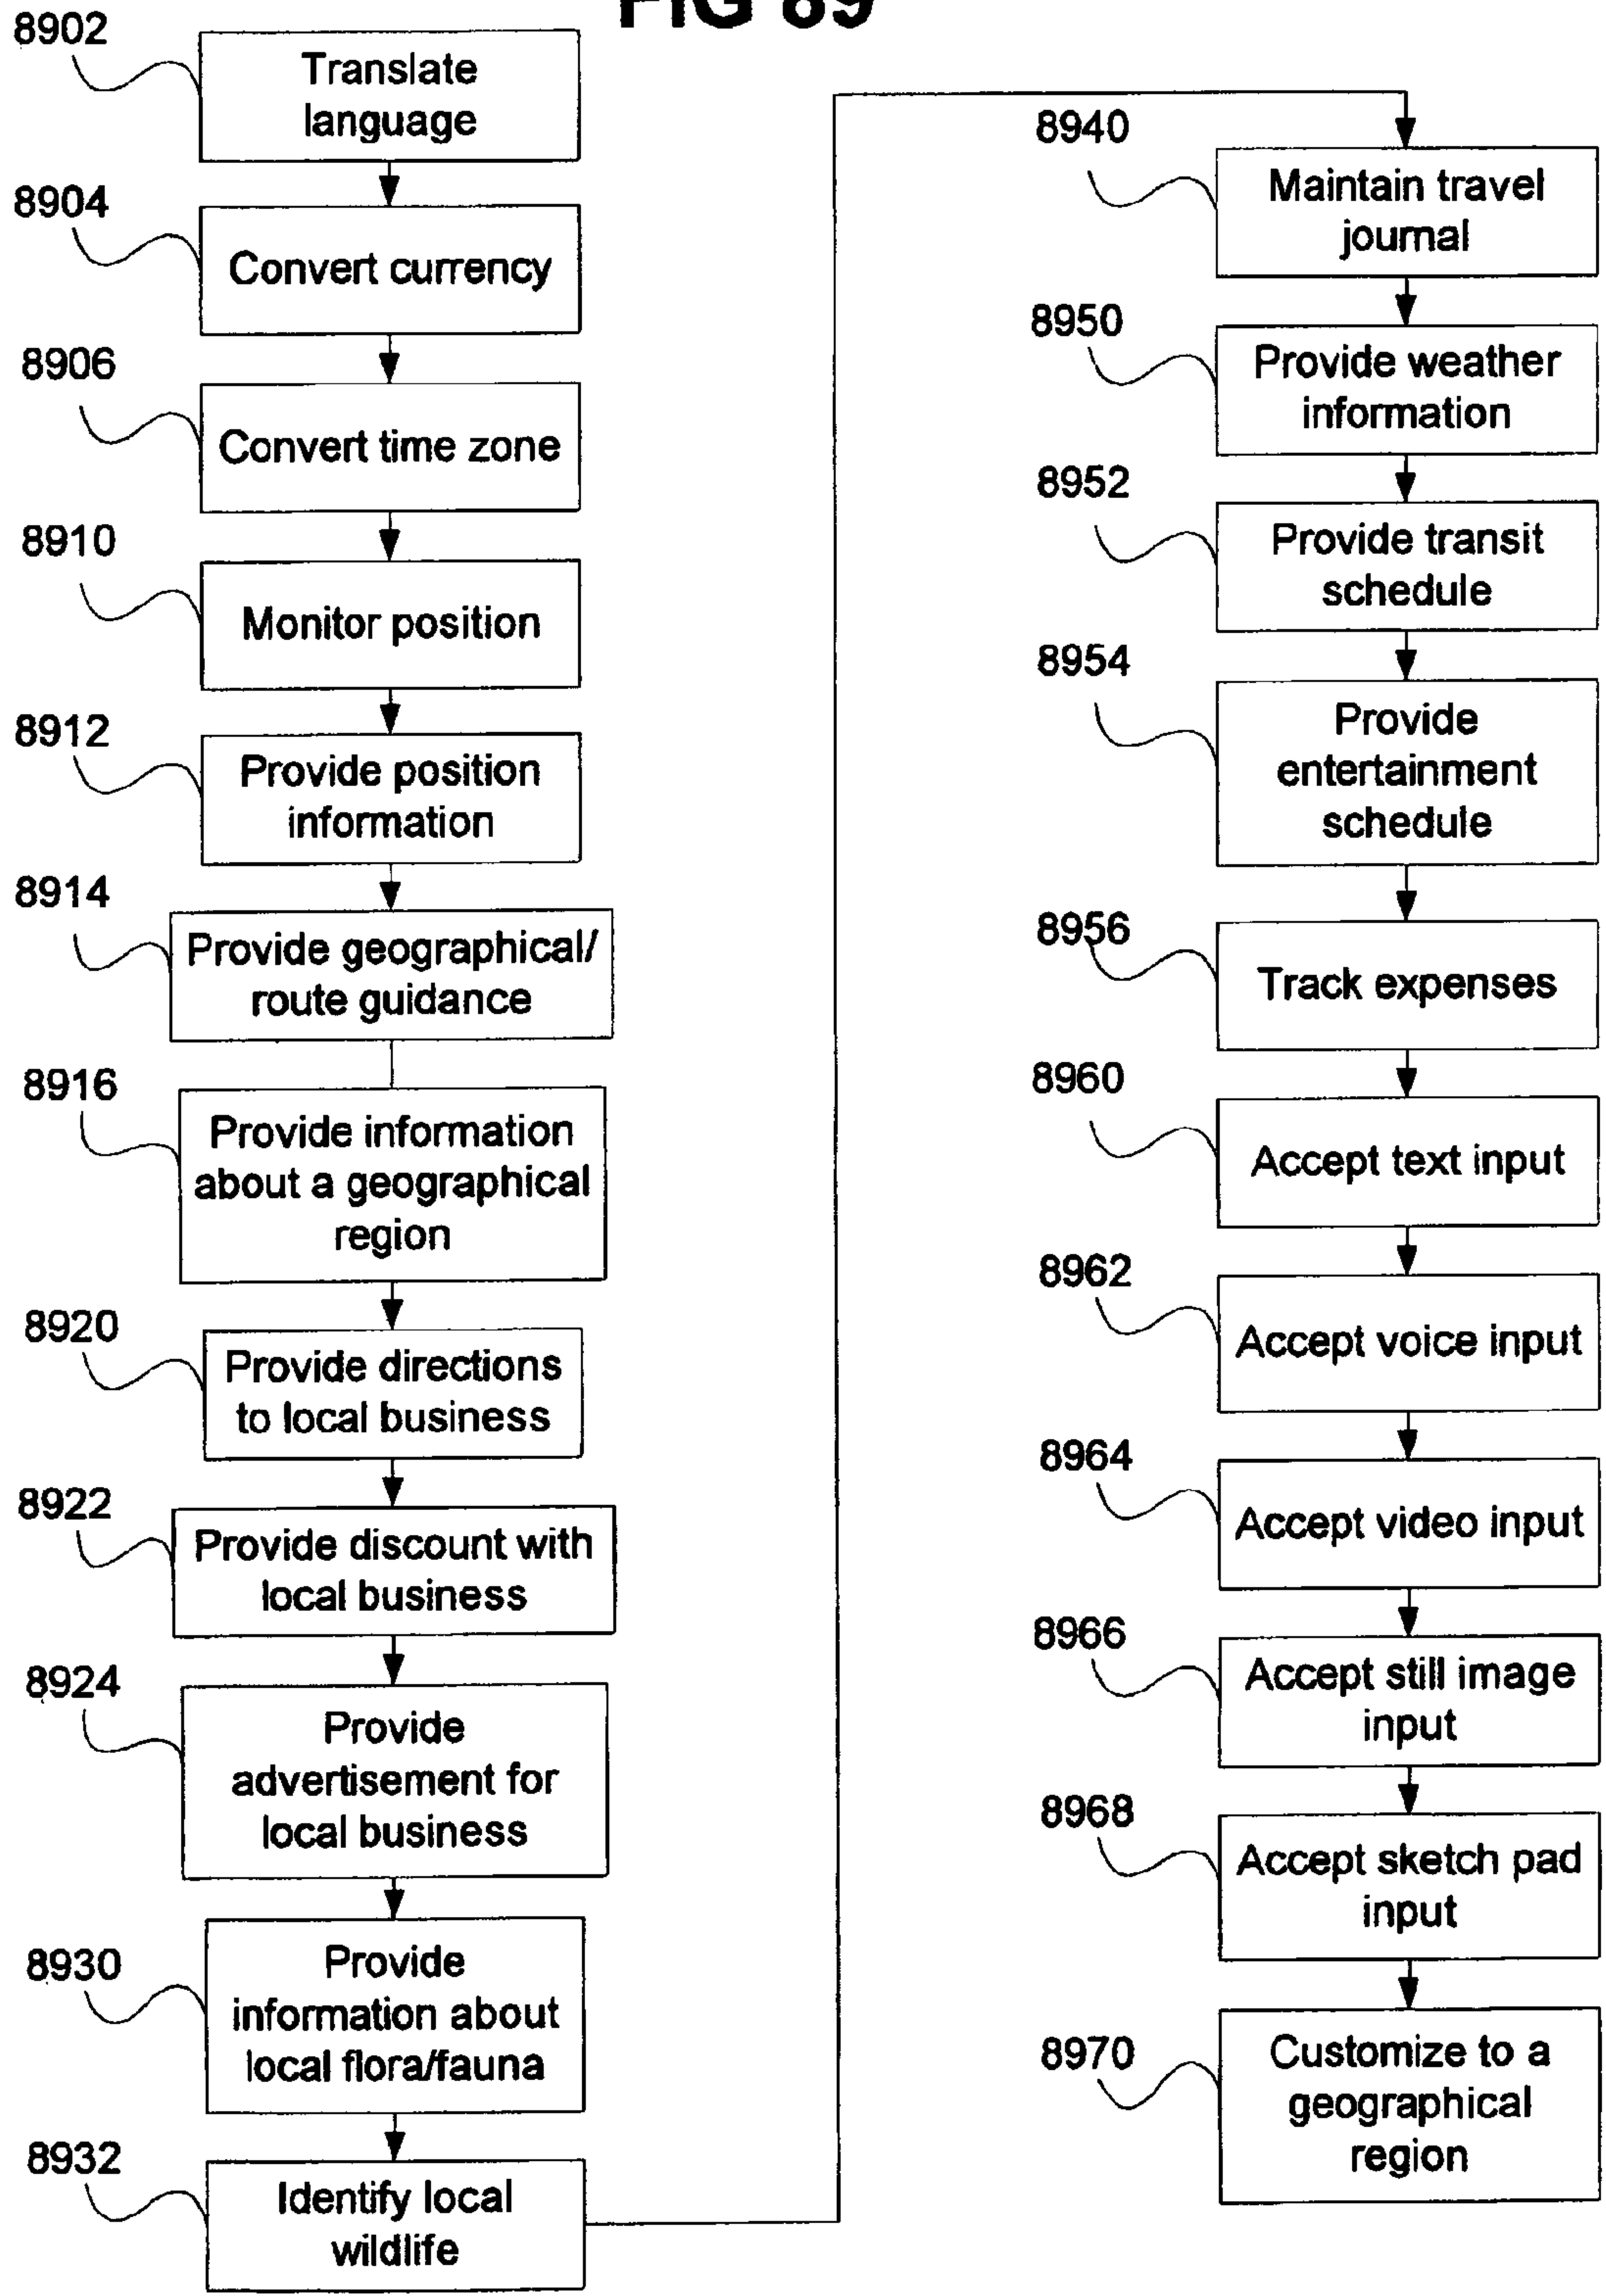 FIG 89
8902
Translate
language
8904
Convert currency
8906
Convert time zone
8910
Monitor position
8912
Provide position
information
8914
Provide geographical/
route guidance
8916
Provide information
about a geographical
region
8920
Provide directions
to local business
8922
Provide discount with
local business
8924
Provide
advertisement for
local business
8930
Provide
information about
local flora/fauna
8932
Identify local
wildlife
8940
Maintain travel
journal
8950
Provide weather
information
8952
Provide transit
schedule
8954
Provide
entertainment
schedule
8956
Track expenses
8960
Accept text input
8962
Accept voice input
8964
Accept video input
8966
Accept still image
input
8968
Accept sketch pad
input
8970
Customize to a
geographical
region